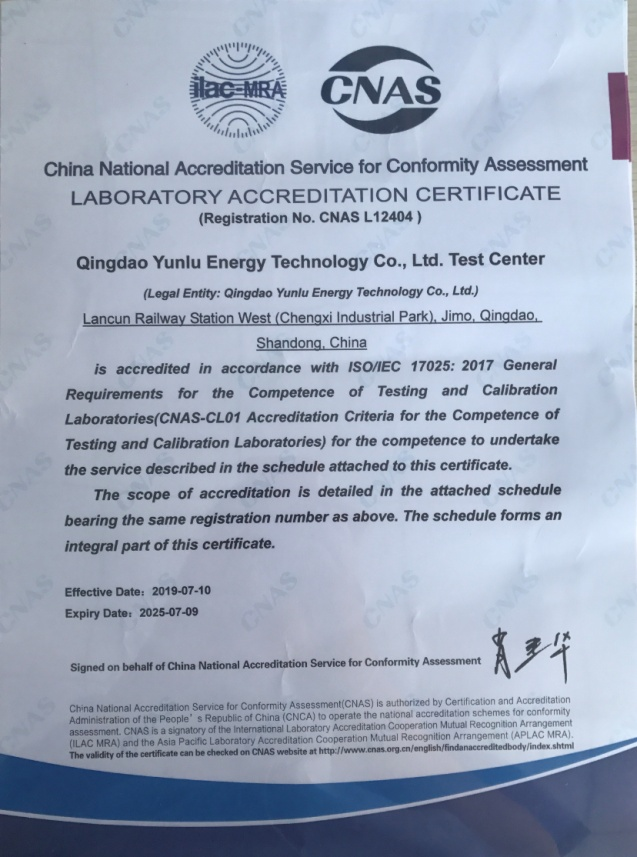 ilac-MRA
CNAS
China National Accreditation Service for Conformity Assessment
LABORATORY ACCREDITATION CERTIFICATE
(Registration No. CNAS L12404 )
Qingdao Yunlu Energy Technology Co., Ltd. Test Center
(Legal Entity: Qingdao Yunlu Energy Technology Co., Ltd.)
Lancun Railway Station West (Chengxi Industrial Park), Jimo, Qingdao,
Shandong, China
is accredited in accordance with ISO/IEC 17025: 2017 General
Requirements for the Competence of Testing and Calibration
Laboratories(CNAS-CL01 Accreditation Criteria for the Competence of
Testing and Calibration Laboratories) for the competence to undertake
the service described in the schedule attached to this certificate.
The scope of accreditation is detailed in the attached schedule
bearing the same registration number as above. The schedule forms an
integral part of this certificate.
Effective Date: 2019-07-10
Expiry Date: 2025-07-09
Signed on behalf of China National Accreditation Service for Conformity Assessment
China National Accreditation Service for Conformity Assessment(CNAS) is authorized by Certification and Accreditation
Administration of the People's Republic of China (CNCA) to operate the national accreditation schemes for conformity
assessment. CNAS is a signatory of the International Laboratory Accreditation Cooperation Mutual Recognition Arrangement
(ILAC MRA) and the Asia Pacific Laboratory Accreditation Cooperation Mutual Recognition Arrangement (APLAC MRA).
The validity of the certificate can be checked on CNAS website at http://www.cnas.org.cn/english/findanaccreditedbody/index.shtml